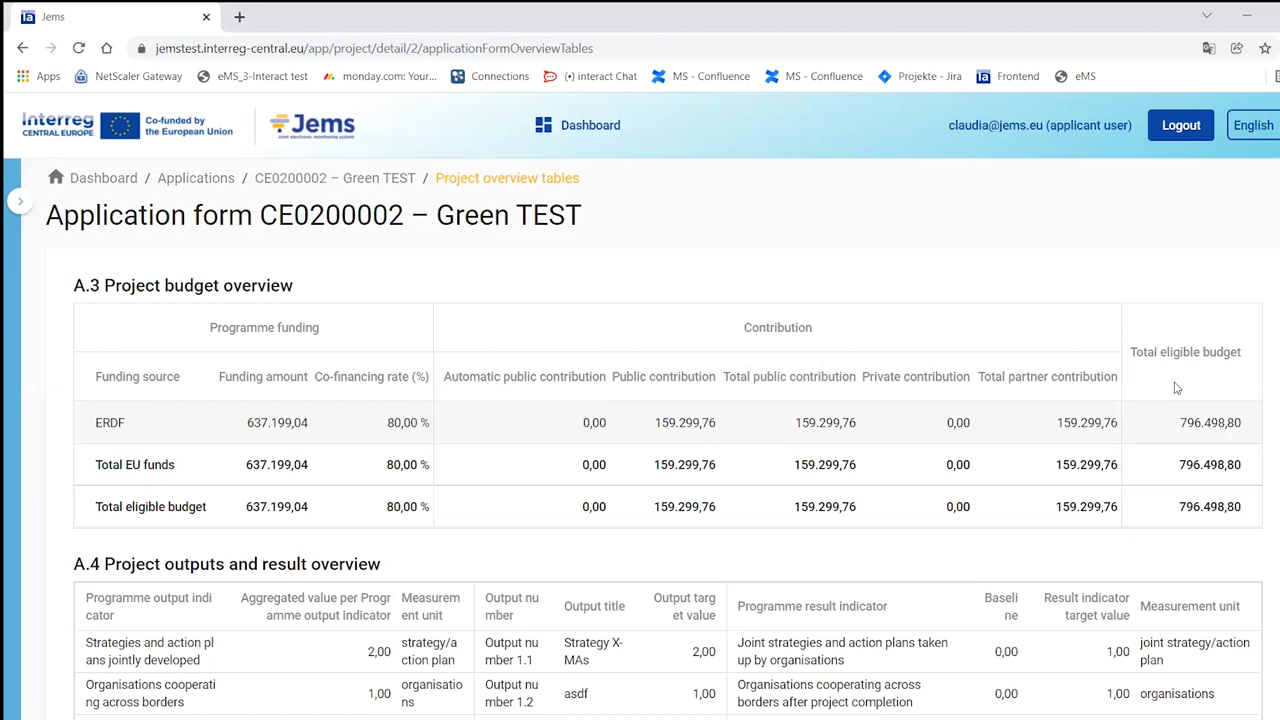 Jems
jemstest.interreg-central.eu/app/project/detail/2/applicationFormOverviewTables
Apps NetScaler Gateway eMS_3-Interact test monday.com: Your... Connections (•) interact Chat MS - Confluence MS - Confluence Projekte - Jira Frontend eMS
Interreg
CENTRAL EUROPE
Co-funded by
the European Union
Jems
Joint electronic monitoring system
Dashboard
claudia@jems.eu (applicant user)
Logout
English
Dashboard / Applications / CE0200002 – Green TEST / Project overview tables
Application form CE0200002 – Green TEST
A.3 Project budget overview
Programme funding Contribution Total eligible budget
Funding source Funding amount Co-financing rate (%) Automatic public contribution Public contribution Total public contribution Private contribution Total partner contribution
ERDF 637.199,04 80,00 % 0,00 159.299,76 159.299,76 0,00 159.299,76 796.498,80
Total EU funds 637.199,04 80,00 % 0,00 159.299,76 159.299,76 0,00 159.299,76 796.498,80
Total eligible budget 637.199,04 80,00 % 0,00 159.299,76 159.299,76 0,00 159.299,76 796.498,80
A.4 Project outputs and result overview
Programme output indi
cator
Aggregated value per Progr
amme output indicator
Measurem
ent unit
Output nu
mber
Output title
Output targ
et value
Programme result indicator
Baseli
ne
Result indicator
target value
Measurement unit
Strategies and action pl
ans jointly developed
2,00
strategy/a
ction plan
Output nu
mber 1.1
Strategy X-
MAs
2,00
Joint strategies and action plans taken
up by organisations
0,00
1,00
joint strategy/action
plan
Organisations cooperati
ng across borders
1,00
organisatio
ns
Output nu
mber 1.2
asdf
1,00
Organisations cooperating across
borders after project completion
0,00
1,00
organisations